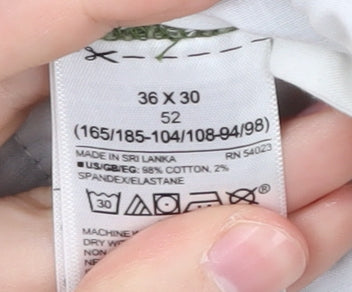 36 X 30
52
(165/185-104/108-94/98)
MADE IN SRI LANKA RN 54023
■US/GB/EG: 98% COTTON, 2%
SPANDEX/ELASTANE
30 ®
MACHINE
DRY
NON